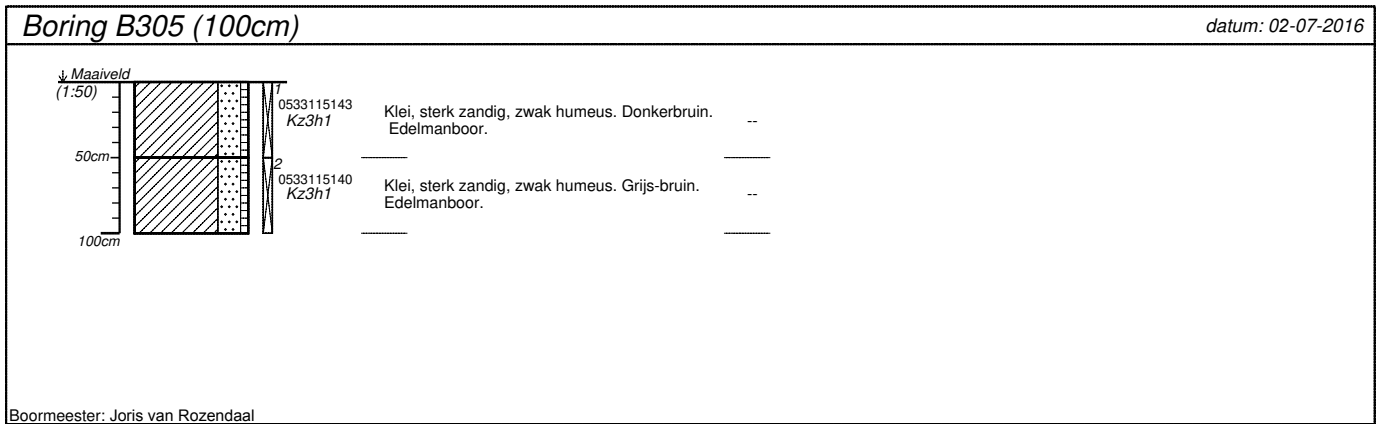 Boring B305 (100cm)
datum: 02-07-2016
Maaiveld
(1:50)
1
0533115143
Kz3h1
Klei, sterk zandig, zwak humeus. Donkerbruin.
Edelmanboor.
--
50cm
2
0533115140
Kz3h1
Klei, sterk zandig, zwak humeus. Grijs-bruin.
Edelmanboor.
--
100cm
Boormeester: Joris van Rozendaal